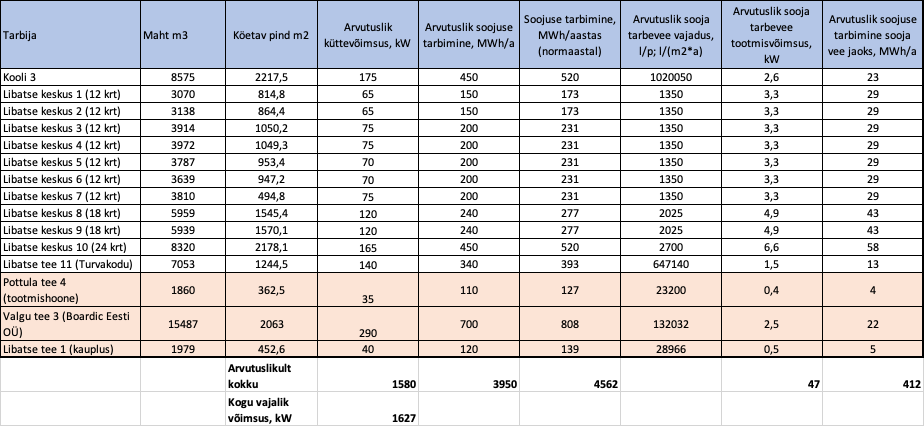 Tarbija Maht m3 Köetav pind m2 Arvutuslik küttevõimsus, kW Arvutuslik soojuse tarbimine, MWh/a Soojuse tarbimine, MWh/aastas (normaastal) Arvutuslik sooja tarbevee vajadus, l/p; l/(m2*a) Arvutuslik sooja tarbevee tootmisvõimsus, kW Arvutuslik soojuse tarbimine sooja vee jaoks, MWh/a
Kooli 3 8575 2217,5 175 450 520 1020050 2,6 23
Libatse keskus 1 (12 krt) 3070 814,8 65 150 173 1350 3,3 29
Libatse keskus 2 (12 krt) 3138 864,4 65 150 173 1350 3,3 29
Libatse keskus 3 (12 krt) 3914 1050,2 75 200 231 1350 3,3 29
Libatse keskus 4 (12 krt) 3972 1049,3 75 200 231 1350 3,3 29
Libatse keskus 5 (12 krt) 3787 953,4 70 200 231 1350 3,3 29
Libatse keskus 6 (12 krt) 3639 947,2 70 200 231 1350 3,3 29
Libatse keskus 7 (12 krt) 3810 494,8 75 200 231 1350 3,3 29
Libatse keskus 8 (18 krt) 5959 1545,4 120 240 277 2025 4,9 43
Libatse keskus 9 (18 krt) 5939 1570,1 120 240 277 2025 4,9 43
Libatse keskus 10 (24 krt) 8320 2178,1 165 450 520 2700 6,6 58
Libatse tee 11 (Turvakodu) 7053 1244,5 140 340 393 647140 1,5 13
Pottula tee 4 (tootmishoone) 1860 362,5 35 110 127 23200 0,4 4
Valgu tee 3 (Boardic Eesti OÜ) 15487 2063 290 700 808 132032 2,5 22
Libatse tee 1 (kauplus) 1979 452,6 40 120 139 28966 0,5 5
Arvutuslikult kokku 1580 3950 4562 47 412
Kogu vajalik võimsus, kW 1627